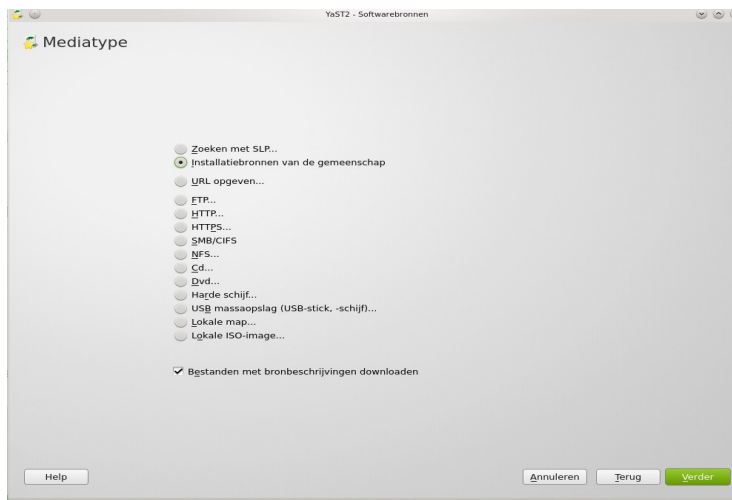 YaST2 - Softwarebronnen
Mediatype
Zoeken met SLP...
Installatiebronnen van de gemeenschap
URL opgeven...
FTP...
HTTP...
HTTPS...
SMB/CIFS
NFS...
Cd...
Dvd...
Harde schijf...
USB massaopslag (USB-stick, -schijf)...
Lokale map...
Lokale ISO-image...
Bestanden met bronbeschrijvingen downloaden
Help
Annuleren
Terug
Verder